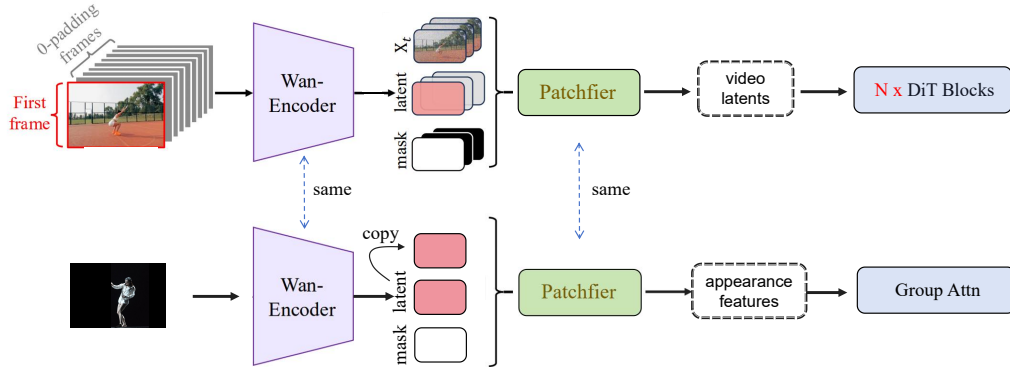 0-padding
frames
First
frame
Wan-
Encoder
X_t
latent
mask
Patchfier
video
latents
N x DiT Blocks
same
same
copy
Wan-
Encoder
latent
mask
Patchfier
appearance
features
Group Attn